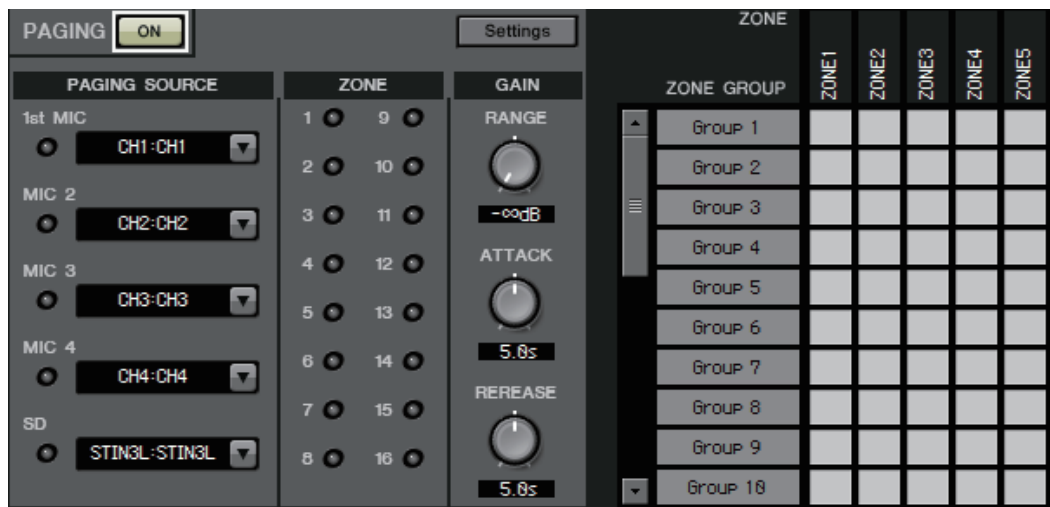 PAGING ON Settings
PAGING SOURCE
1st MIC
CH1:CH1
MIC 2
CH2:CH2
MIC 3
CH3:CH3
MIC 4
CH4:CH4
SD
STIN3L:STIN3L
ZONE
1 9
2 10
3 11
4 12
5 13
6 14
7 15
8 16
GAIN
RANGE
-∞dB
ATTACK
5.0s
REREASE
5.0s
ZONE
ZONE1 ZONE2 ZONE3 ZONE4 ZONE5
ZONE GROUP
Group 1
Group 2
Group 3
Group 4
Group 5
Group 6
Group 7
Group 8
Group 9
Group 10